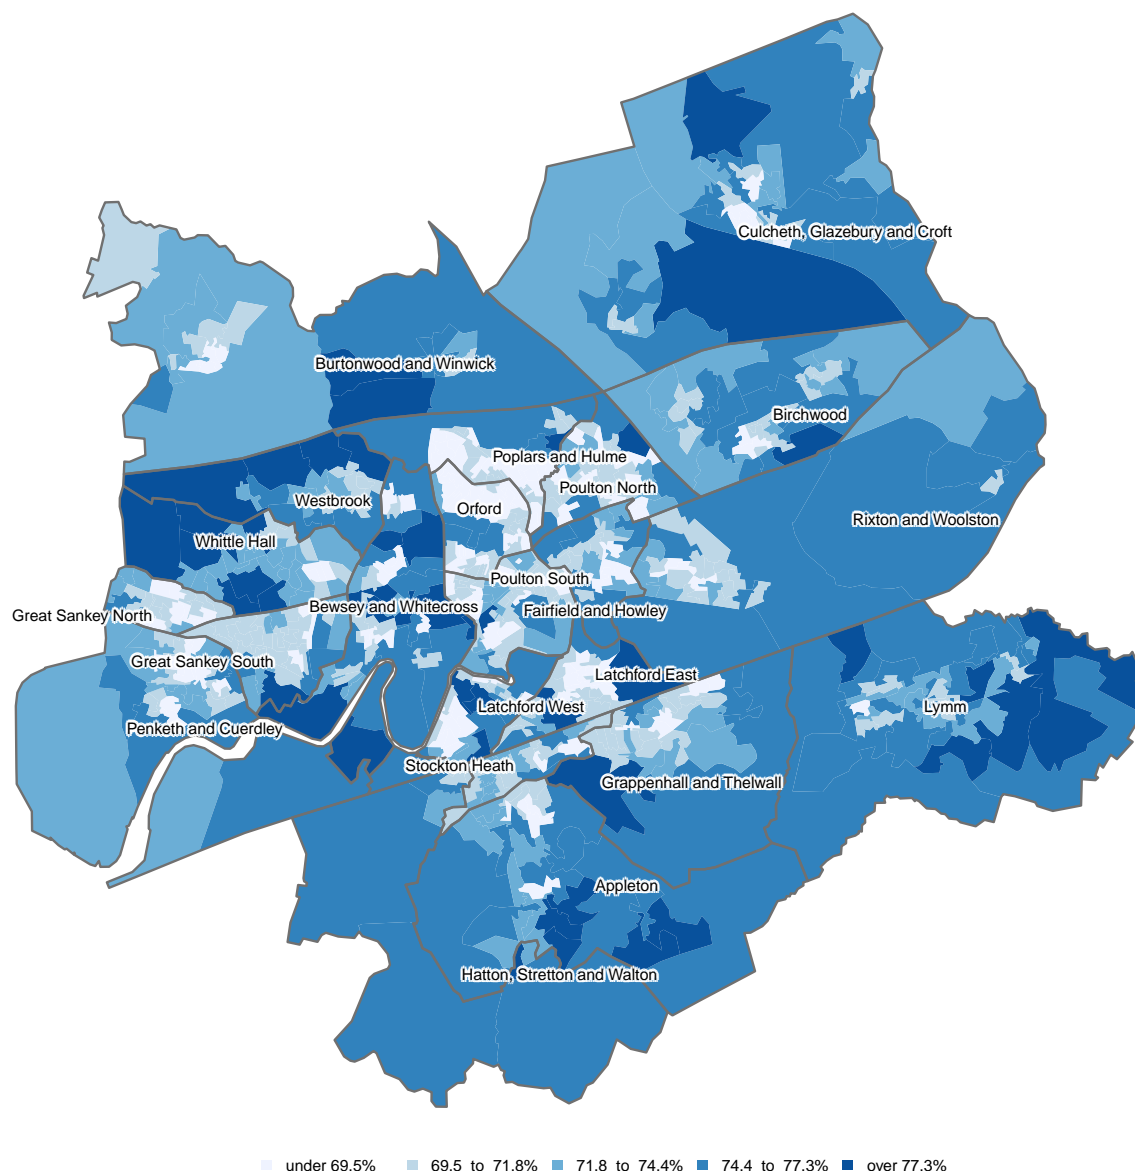 Culcheth, Glazebury and Croft
Burtonwood and Winwick
Birchwood
Poplars and Hulme
Poulton North
Westbrook
Orford
Rixton and Woolston
Whittle Hall
Poulton South
Bewsey and Whitecross
Fairfield and Howley
Great Sankey North
Great Sankey South
Latchford East
Latchford West
Lymm
Penketh and Cuerdley
Stockton Heath
Grappenhall and Thelwall
Appleton
Hatton, Stretton and Walton
under 69.5% 69.5 to 71.8% 71.8 to 74.4% 74.4 to 77.3% over 77.3%